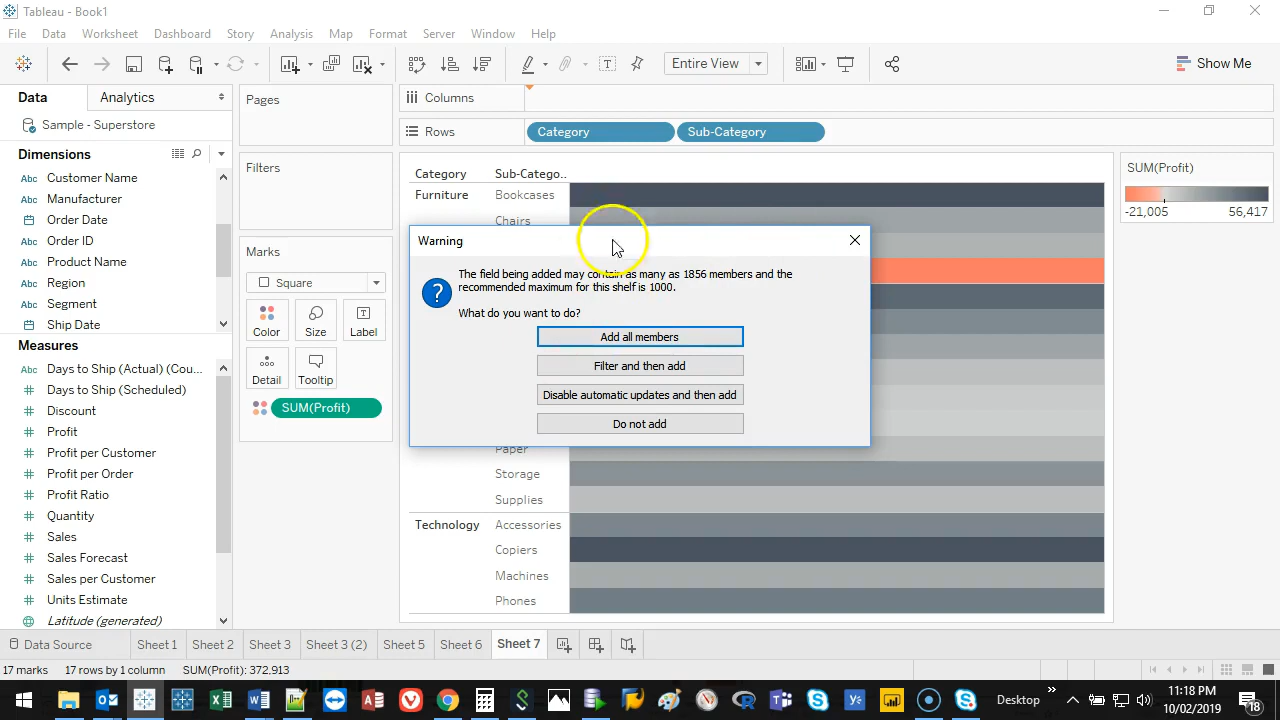 Tableau - Book1
File Data Worksheet Dashboard Story Analysis Map Format Server Window Help
Entire View
Show Me
Data
Analytics
Sample - Superstore
Dimensions
Abc Customer Name
Abc Manufacturer
Order Date
Abc Order ID
Abc Product Name
Abc Region
Abc Segment
Ship Date
Measures
Abc Days to Ship (Actual) (Cou...
# Days to Ship (Scheduled)
# Discount
# Profit
# Profit per Customer
# Profit per Order
# Profit Ratio
# Quantity
# Sales
# Sales Forecast
# Sales per Customer
# Units Estimate
Latitude (generated)
Pages
Filters
Marks
Square
Color
Size
Label
Detail
Tooltip
SUM(Profit)
Columns
Rows
Category
Sub-Category
Category Sub-Catego..
Furniture Bookcases
Chairs
Warning
The field being added may contain as many as 1856 members and the
recommended maximum for this shelf is 1000.
?
What do you want to do?
Add all members
Filter and then add
Disable automatic updates and then add
Do not add
Paper
Storage
Supplies
Technology Accessories
Copiers
Machines
Phones
SUM(Profit)
-21,005 56,417
Data Source
Sheet 1
Sheet 2
Sheet 3
Sheet 3 (2)
Sheet 5
Sheet 6
Sheet 7
17 marks 17 rows by 1 column SUM(Profit): 372,913
Desktop
11:18 PM
10/02/2019
18